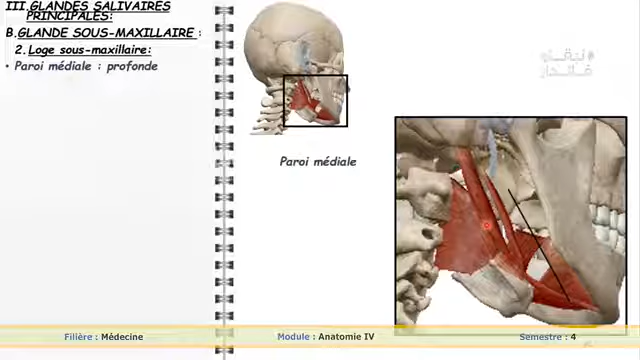 III.GLANDES SALIVAIRES
PRINCIPALES:
B.GLANDE SOUS-MAXILLAIRE :
2.Loge sous-maxillaire:
• Paroi médiale : profonde
Paroi médiale
Filière : Médecine
Module : Anatomie IV
Semestre : 4